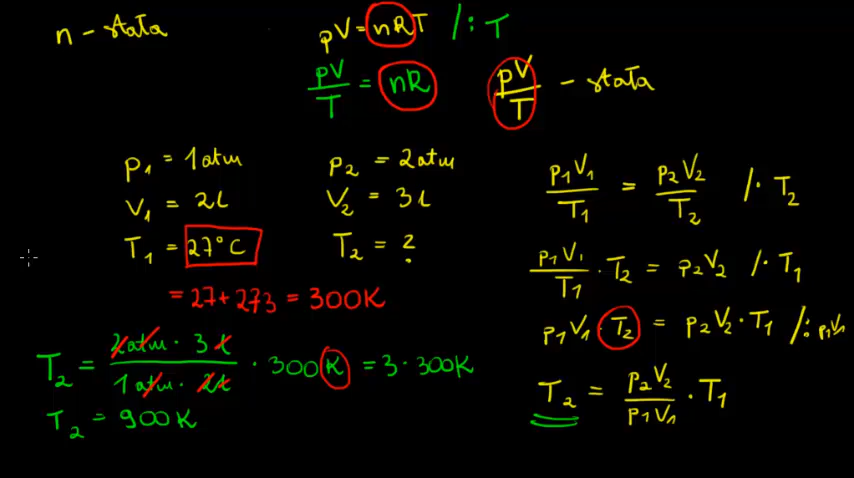 n - stała
pV = nRT /: T
pV/T = nR
pV/T - stała
p₁ = 1atm
V₁ = 2l
T₁ = 27°C
= 27 + 273 = 300K
p₂ = 2atm
V₂ = 3l
T₂ = ?
p₁V₁/T₁ = p₂V₂/T₂ /· T₂
p₁V₁/T₁ · T₂ = p₂V₂ /· T₁
p₁V₁ · T₂ = p₂V₂ · T₁ /: p₁V₁
T₂ = p₂V₂/p₁V₁ · T₁
T₂ = 2atm · 3l/1atm · 2l · 300K = 3 · 300K
T₂ = 900K